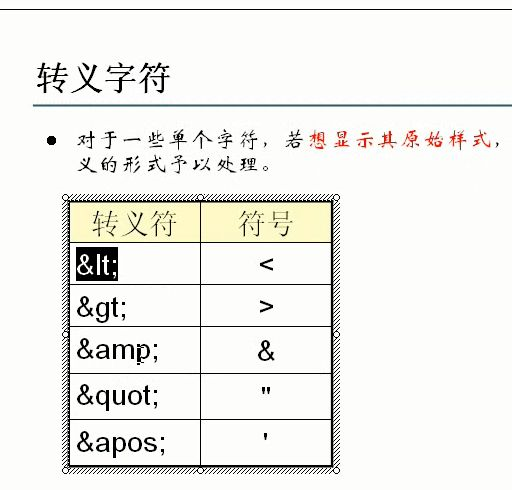 转义字符
● 对于一些单个字符，若想显示其原始样式，
义的形式予以处理。
转义符 符号
&lt; <
&gt; >
&amp; &
&quot; "
&apos; '